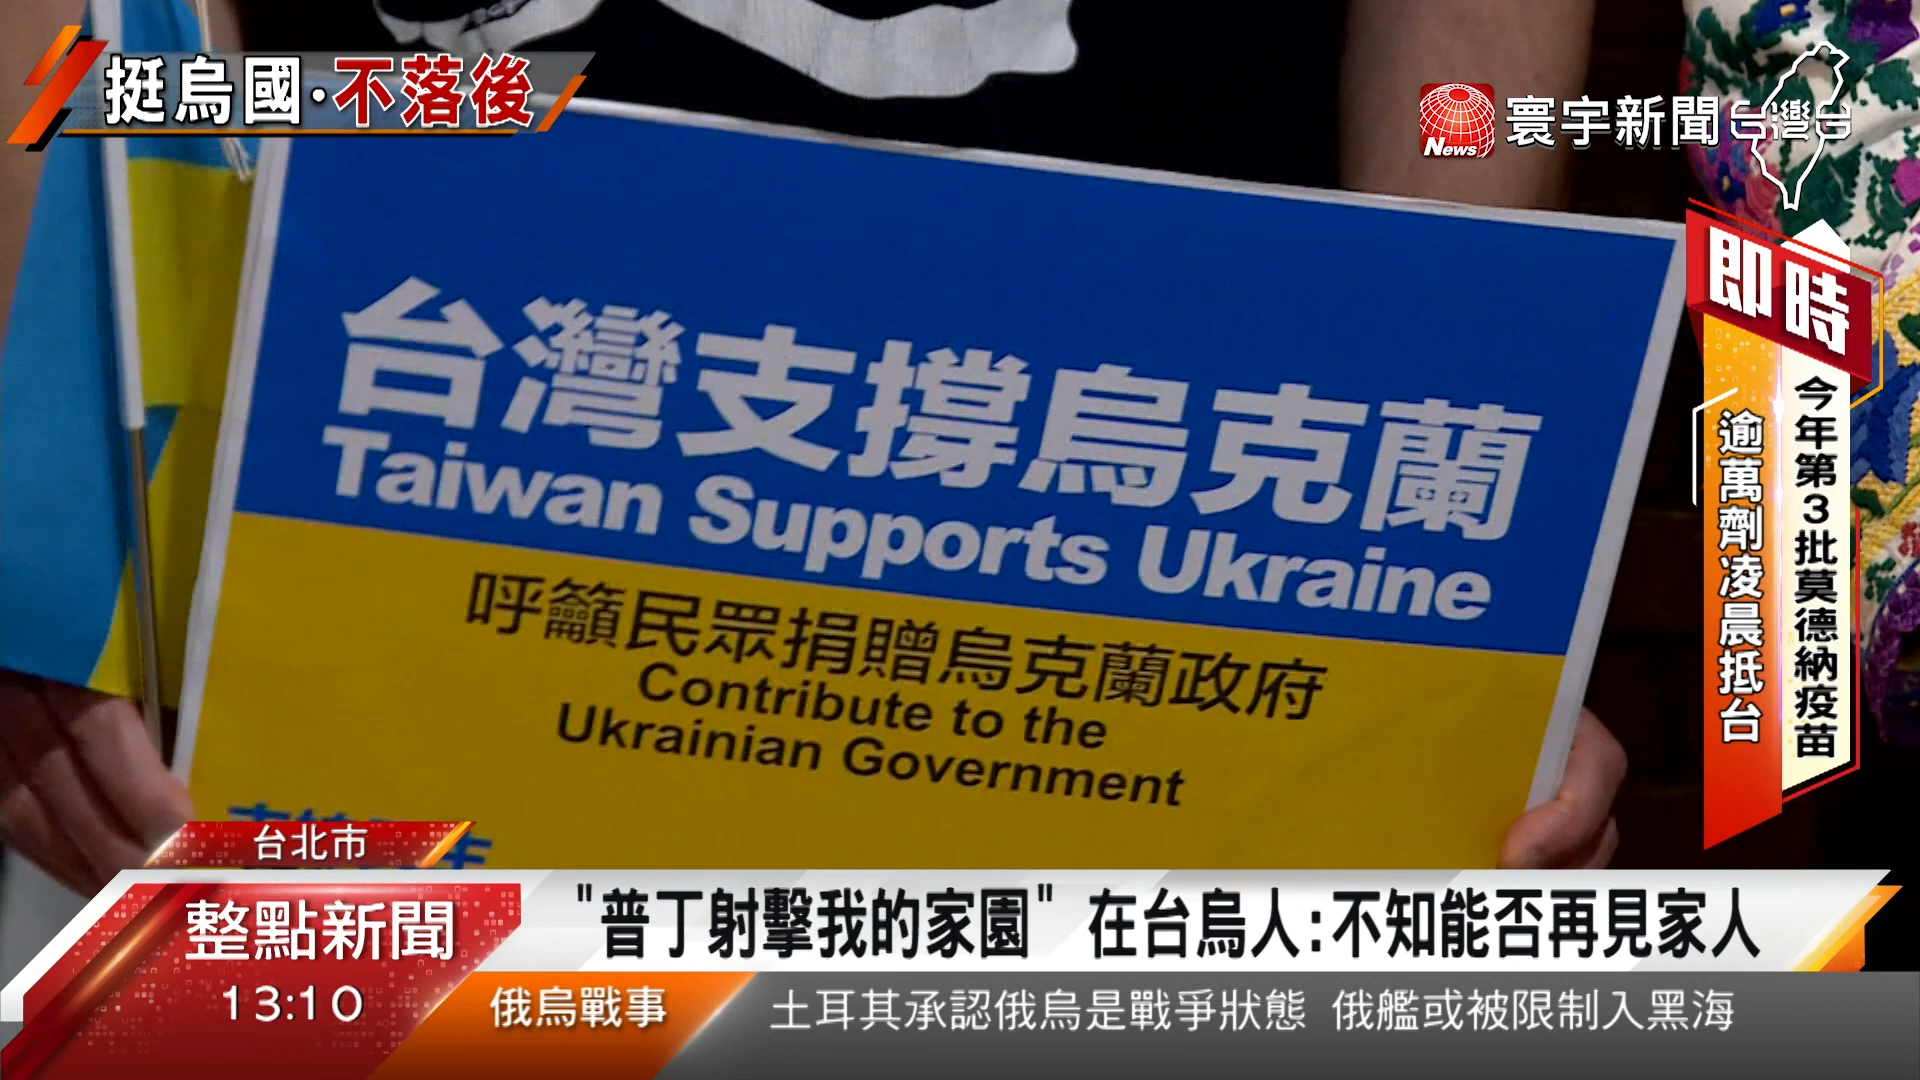 挺烏國·不落後
News
寰宇新聞 台灣台
即時
今年第3批莫德納疫苗
逾萬劑凌晨抵台
台灣支撐烏克蘭
Taiwan Supports Ukraine
呼籲民眾捐贈烏克蘭政府
Contribute to the
Ukrainian Government
台北市
整點新聞
"普丁射擊我的家園" 在台烏人:不知能否再見家人
13:10
俄烏戰事
土耳其承認俄烏是戰爭狀態 俄艦或被限制入黑海